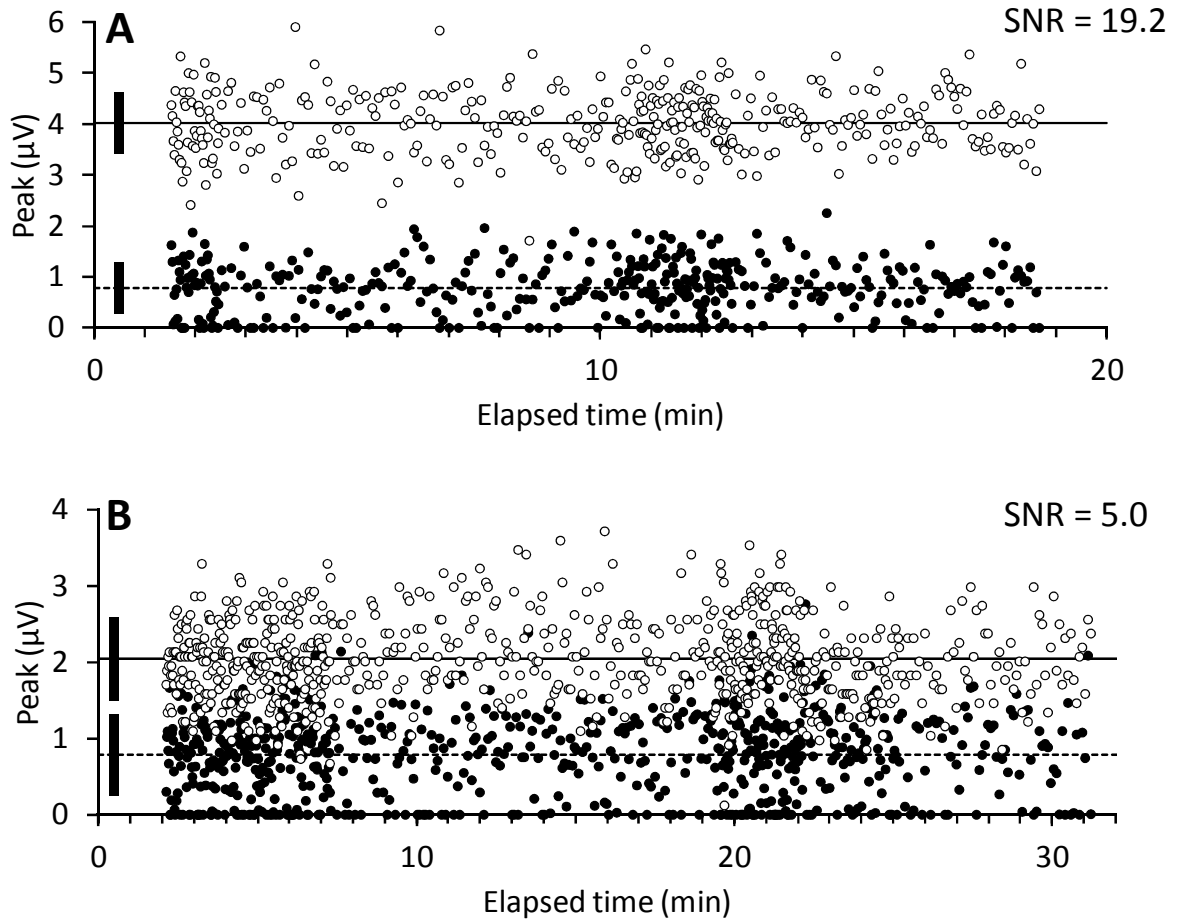 A
SNR = 19.2
6
5
4
3
2
1
0
Peak (µV)
0 10 20
Elapsed time (min)
B
SNR = 5.0
4
3
2
1
0
Peak (µV)
0 10 20 30
Elapsed time (min)